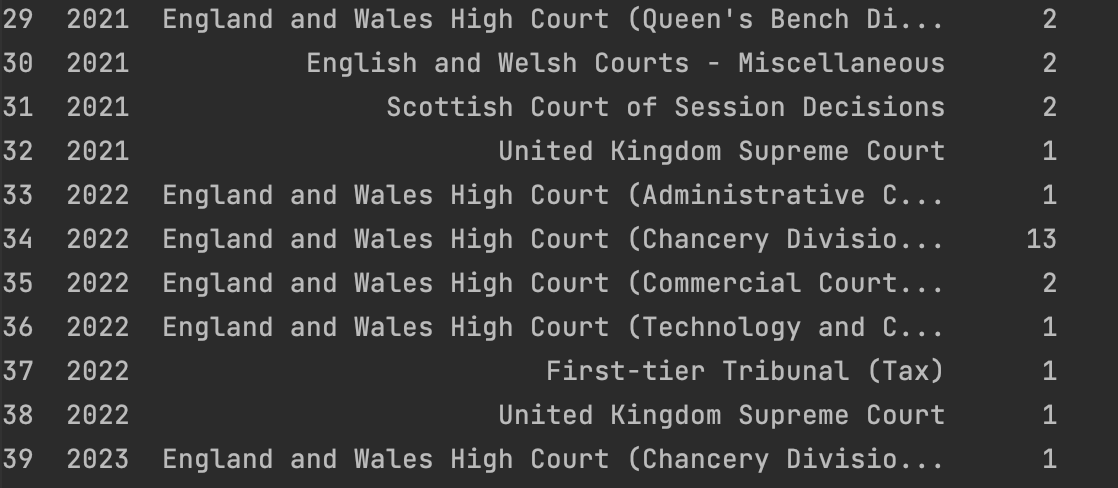 29 2021 England and Wales High Court (Queen's Bench Di... 2
30 2021 English and Welsh Courts - Miscellaneous 2
31 2021 Scottish Court of Session Decisions 2
32 2021 United Kingdom Supreme Court 1
33 2022 England and Wales High Court (Administrative C... 1
34 2022 England and Wales High Court (Chancery Divisio... 13
35 2022 England and Wales High Court (Commercial Court... 2
36 2022 England and Wales High Court (Technology and C... 1
37 2022 First-tier Tribunal (Tax) 1
38 2022 United Kingdom Supreme Court 1
39 2023 England and Wales High Court (Chancery Divisio... 1